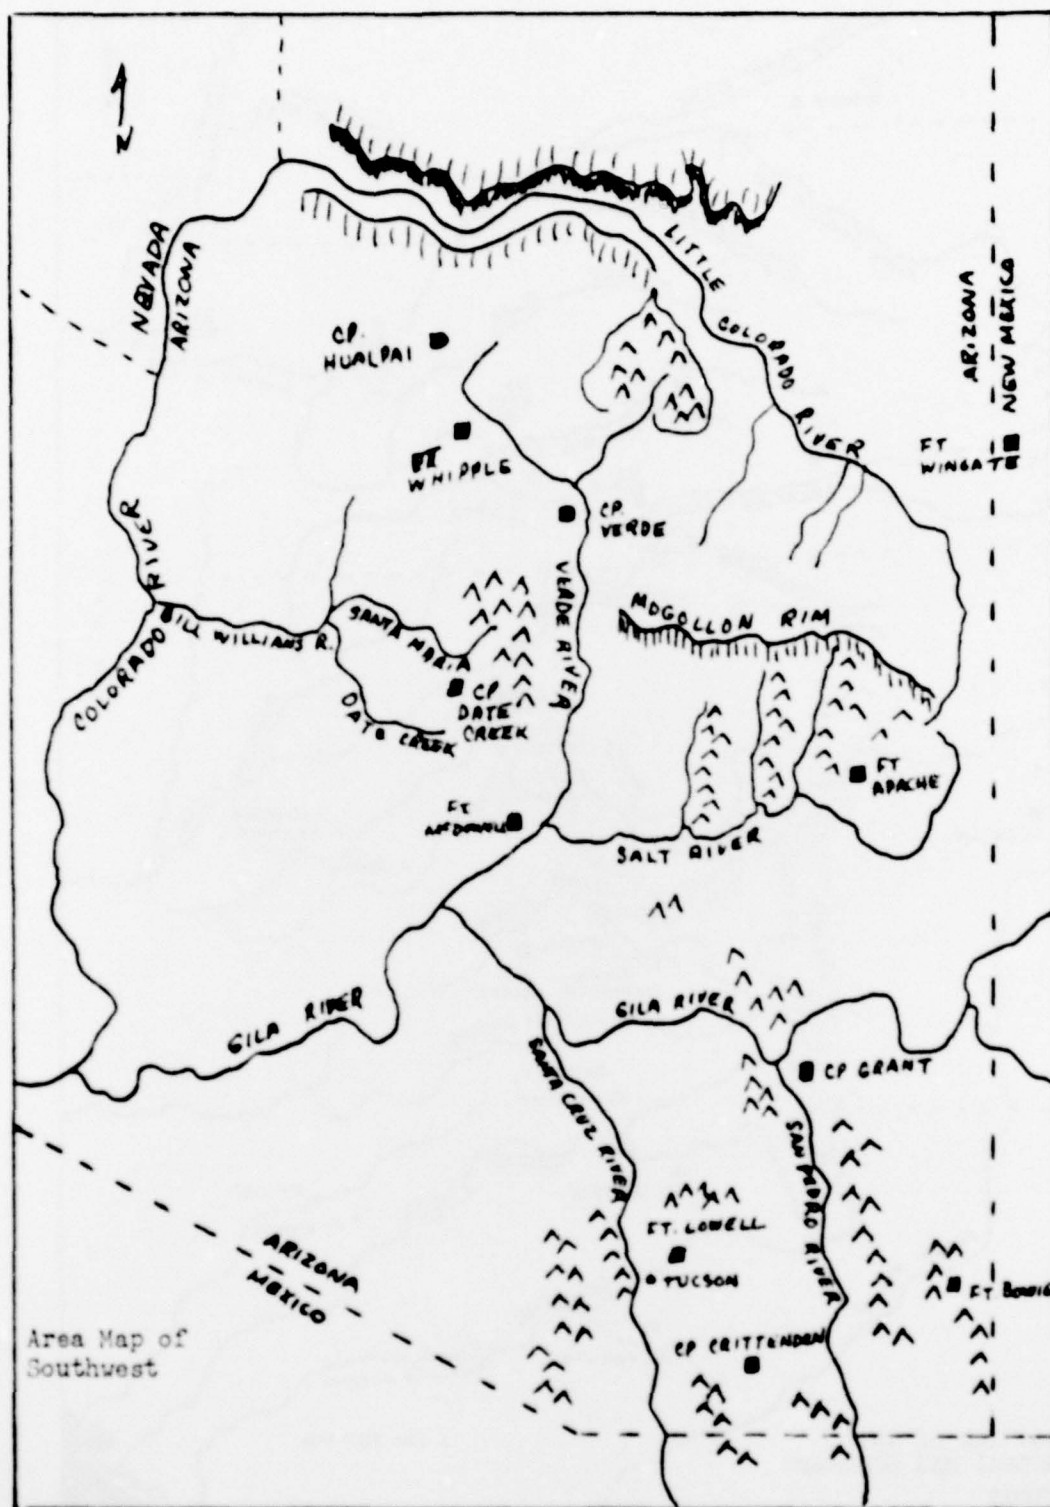 N
NEVADA
ARIZONA
LITTLE
COLORADO
RIVER
ARIZONA
NEW MEXICO
CP.
HUALPAI
FT
WHIPPLE
FT
WINGATE
CP.
VERDE
COLORADO RIVER
BILL WILLIAMS R.
SANTA MARIA
VERDE RIVER
MOGOLLON RIM
CP
DATE
CREEK
DATE CREEK
FT
APACHE
FT
McDOWELL
SALT RIVER
GILA RIVER
GILA RIVER
CP GRANT
SANTA CRUZ RIVER
SAN PEDRO RIVER
FT. LOWELL
TUCSON
FT BOWIE
ARIZONA
MEXICO
CP CRITTENDEN
Area Map of
Southwest